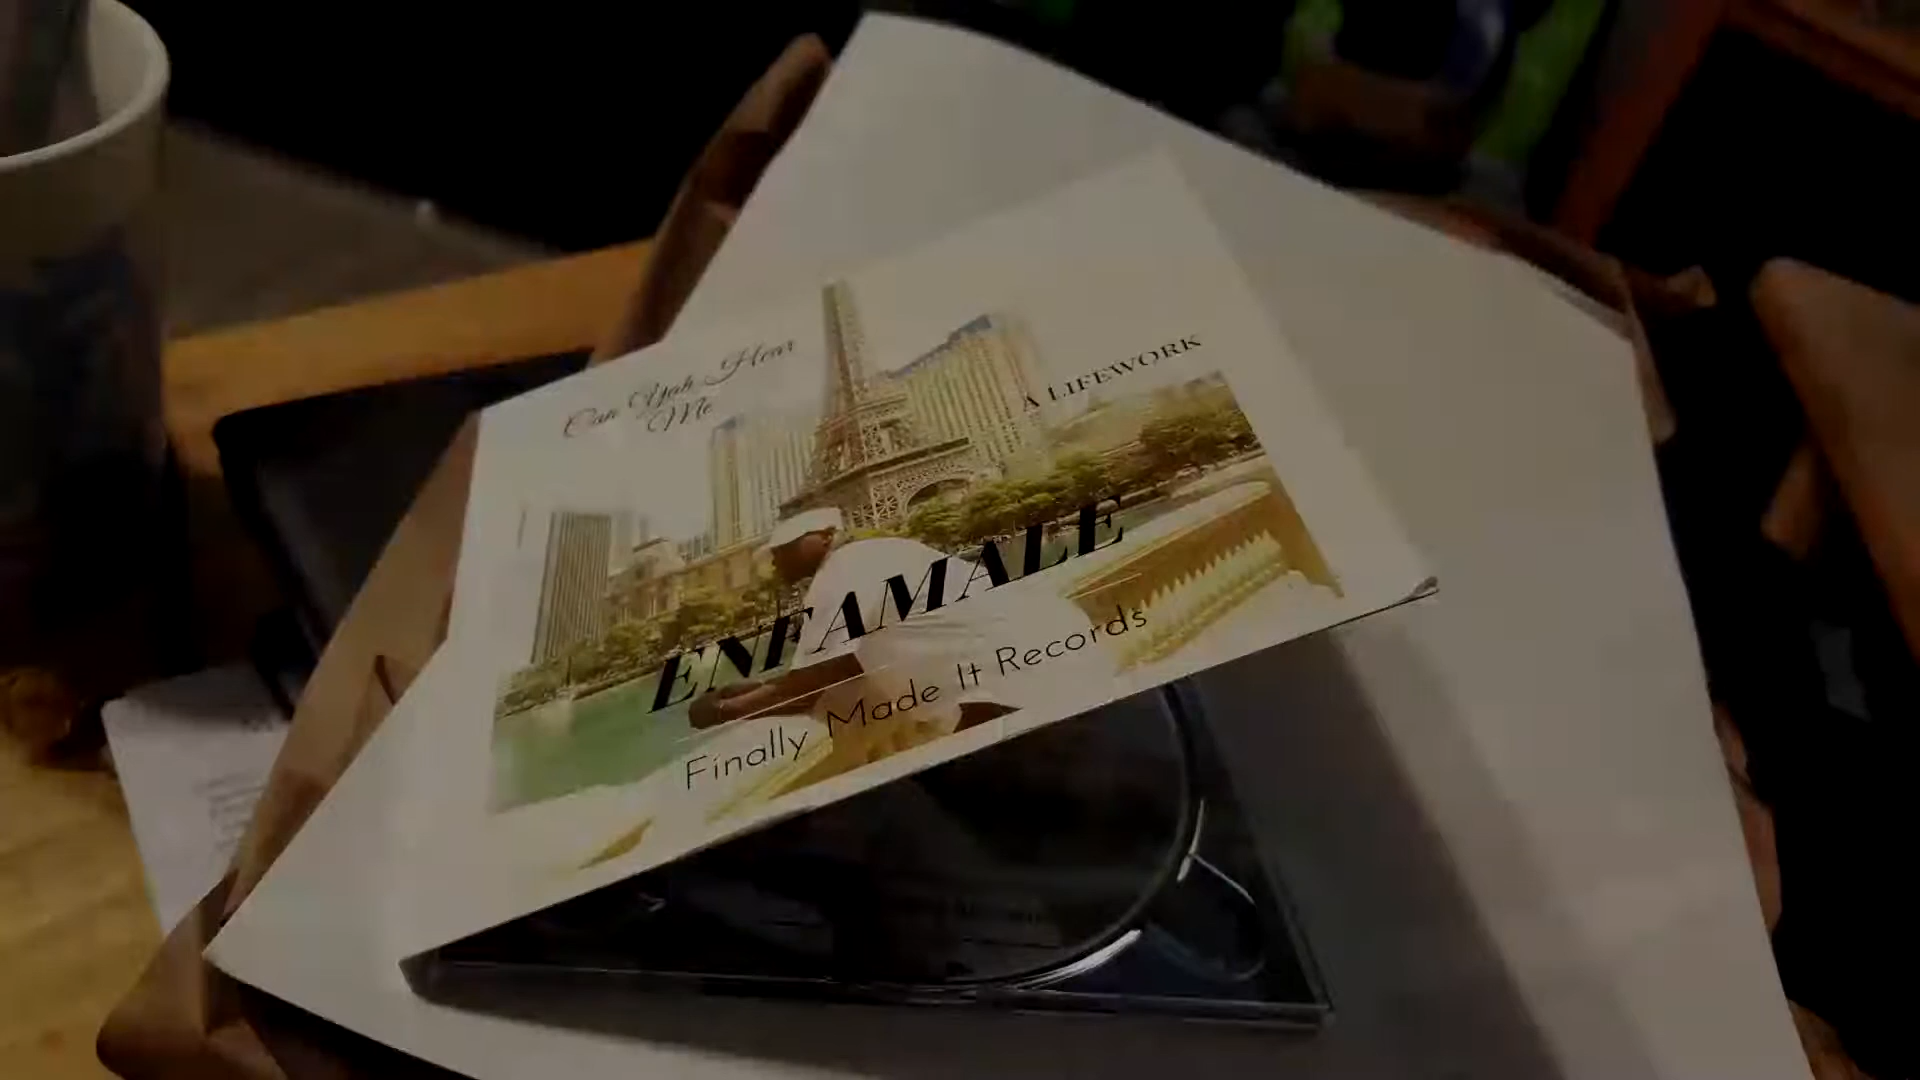 Can Yah Hear
Me
A LIFEWORK
ENFAMALE
Finally Made It Records